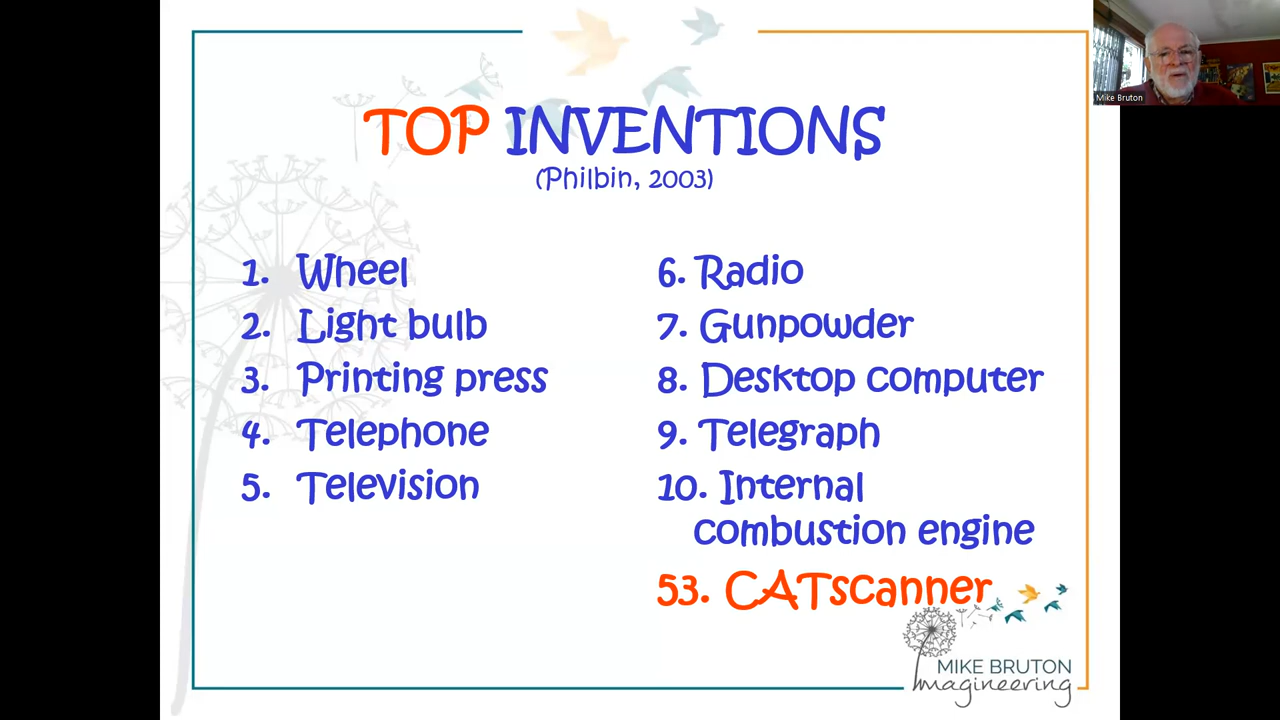 Mike Bruton
TOP INVENTIONS
(Philbin, 2003)
1. Wheel
2. Light bulb
3. Printing press
4. Telephone
5. Television
6. Radio
7. Gunpowder
8. Desktop computer
9. Telegraph
10. Internal
combustion engine
53. CATscanner
MIKE BRUTON
Imagineering